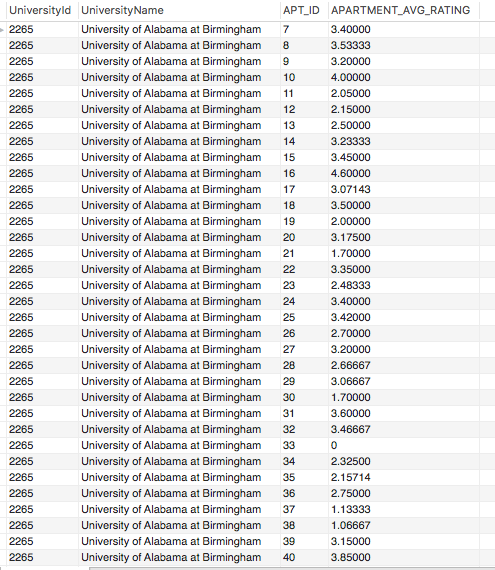 UniversityId UniversityName APT_ID APARTMENT_AVG_RATING
2265 University of Alabama at Birmingham 7 3.40000
2265 University of Alabama at Birmingham 8 3.53333
2265 University of Alabama at Birmingham 9 3.20000
2265 University of Alabama at Birmingham 10 4.00000
2265 University of Alabama at Birmingham 11 2.05000
2265 University of Alabama at Birmingham 12 2.15000
2265 University of Alabama at Birmingham 13 2.50000
2265 University of Alabama at Birmingham 14 3.23333
2265 University of Alabama at Birmingham 15 3.45000
2265 University of Alabama at Birmingham 16 4.60000
2265 University of Alabama at Birmingham 17 3.07143
2265 University of Alabama at Birmingham 18 3.50000
2265 University of Alabama at Birmingham 19 2.00000
2265 University of Alabama at Birmingham 20 3.17500
2265 University of Alabama at Birmingham 21 1.70000
2265 University of Alabama at Birmingham 22 3.35000
2265 University of Alabama at Birmingham 23 2.48333
2265 University of Alabama at Birmingham 24 3.40000
2265 University of Alabama at Birmingham 25 3.42000
2265 University of Alabama at Birmingham 26 2.70000
2265 University of Alabama at Birmingham 27 3.20000
2265 University of Alabama at Birmingham 28 2.66667
2265 University of Alabama at Birmingham 29 3.06667
2265 University of Alabama at Birmingham 30 1.70000
2265 University of Alabama at Birmingham 31 3.60000
2265 University of Alabama at Birmingham 32 3.46667
2265 University of Alabama at Birmingham 33 0
2265 University of Alabama at Birmingham 34 2.32500
2265 University of Alabama at Birmingham 35 2.15714
2265 University of Alabama at Birmingham 36 2.75000
2265 University of Alabama at Birmingham 37 1.13333
2265 University of Alabama at Birmingham 38 1.06667
2265 University of Alabama at Birmingham 39 3.15000
2265 University of Alabama at Birmingham 40 3.85000